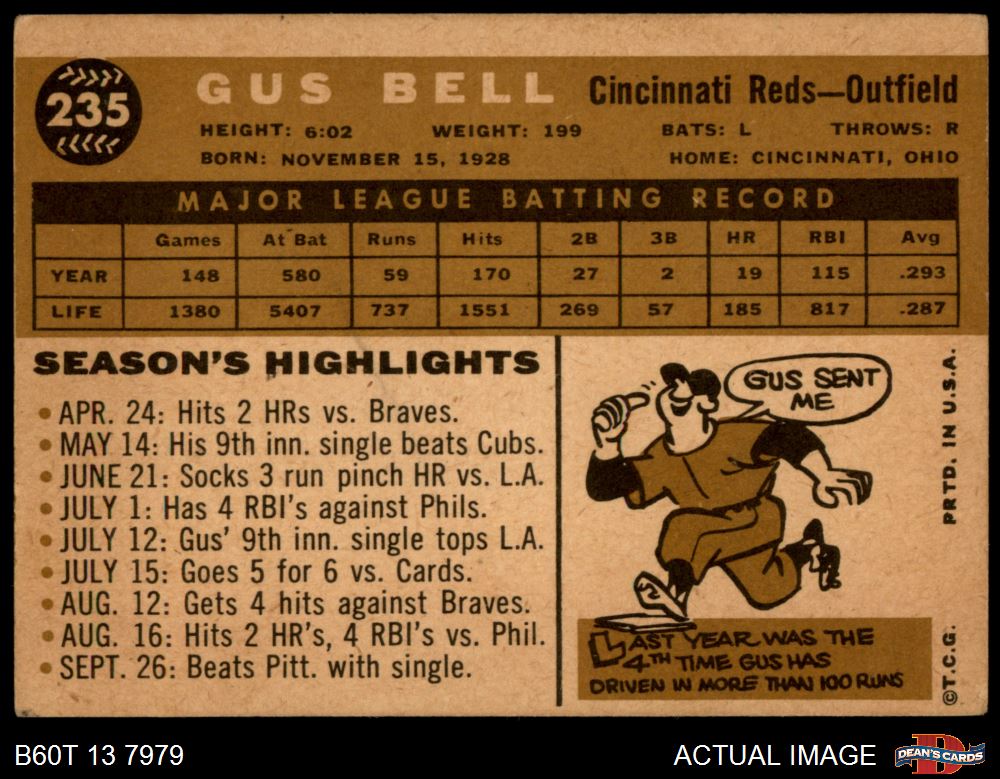 235
GUS BELL Cincinnati Reds—Outfield
HEIGHT: 6:02 WEIGHT: 199 BATS: L THROWS: R
BORN: NOVEMBER 15, 1928 HOME: CINCINNATI, OHIO
MAJOR LEAGUE BATTING RECORD
Games At Bat Runs Hits 2B 3B HR RBI Avg
YEAR 148 580 59 170 27 2 19 115 .293
LIFE 1380 5407 737 1551 269 57 185 817 .287
SEASON'S HIGHLIGHTS
• APR. 24: Hits 2 HRs vs. Braves.
• MAY 14: His 9th inn. single beats Cubs.
• JUNE 21: Socks 3 run pinch HR vs. L.A.
• JULY 1: Has 4 RBI's against Phils.
• JULY 12: Gus' 9th inn. single tops L.A.
• JULY 15: Goes 5 for 6 vs. Cards.
• AUG. 12: Gets 4 hits against Braves.
• AUG. 16: Hits 2 HR's, 4 RBI's vs. Phil.
• SEPT. 26: Beats Pitt. with single.
GUS SENT
ME
LAST YEAR WAS THE
4TH TIME GUS HAS
DRIVEN IN MORE THAN 100 RUNS
©T.C.G. PRTD. IN U.S.A.
B60T 13 7979 ACTUAL IMAGE
DEAN'S CARDS